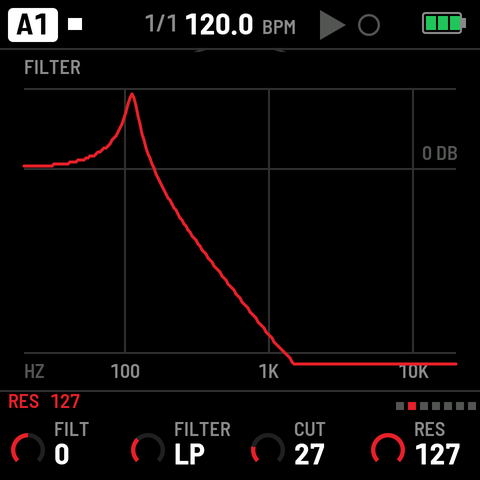 A1 1/1 120.0 BPM
FILTER
0 DB
HZ 100 1K 10K
RES 127
FILT FILTER CUT RES
0 LP 27 127